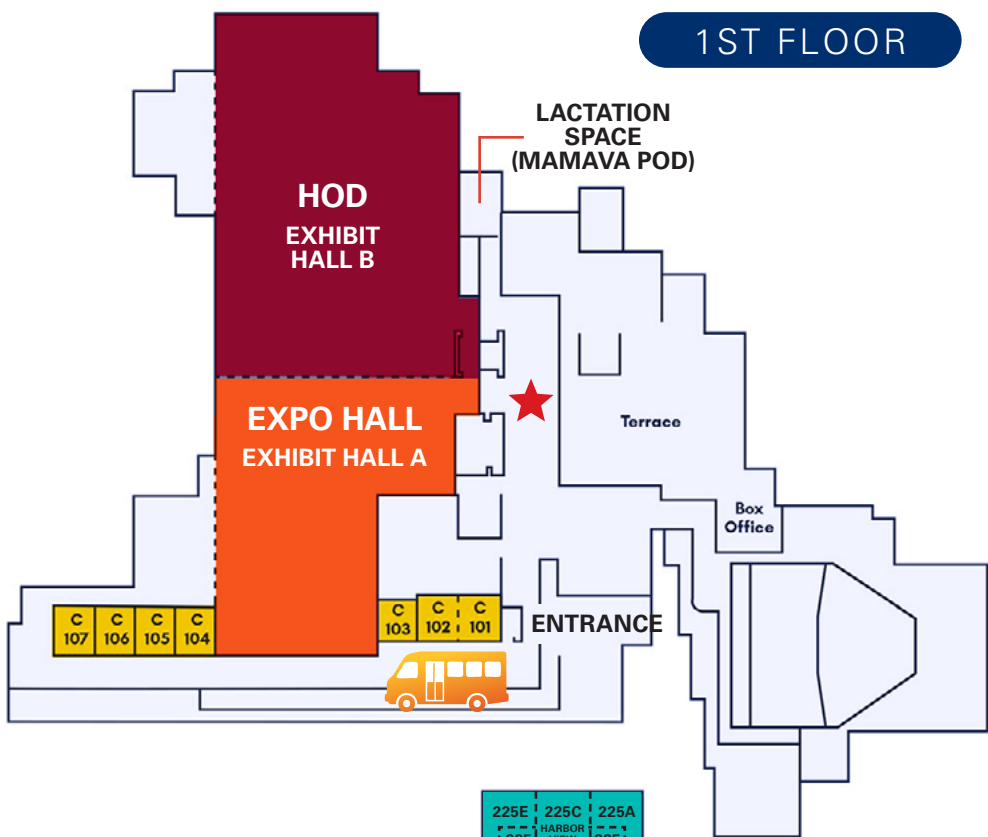 1ST FLOOR
LACTATION
SPACE
(MAMAVA POD)
HOD
EXHIBIT
HALL B
EXPO HALL
EXHIBIT HALL A
Terrace
Box
Office
C
107
C
106
C
105
C
104
C
103
C
102
C
101
ENTRANCE
225E
225C
225A
HARBOR